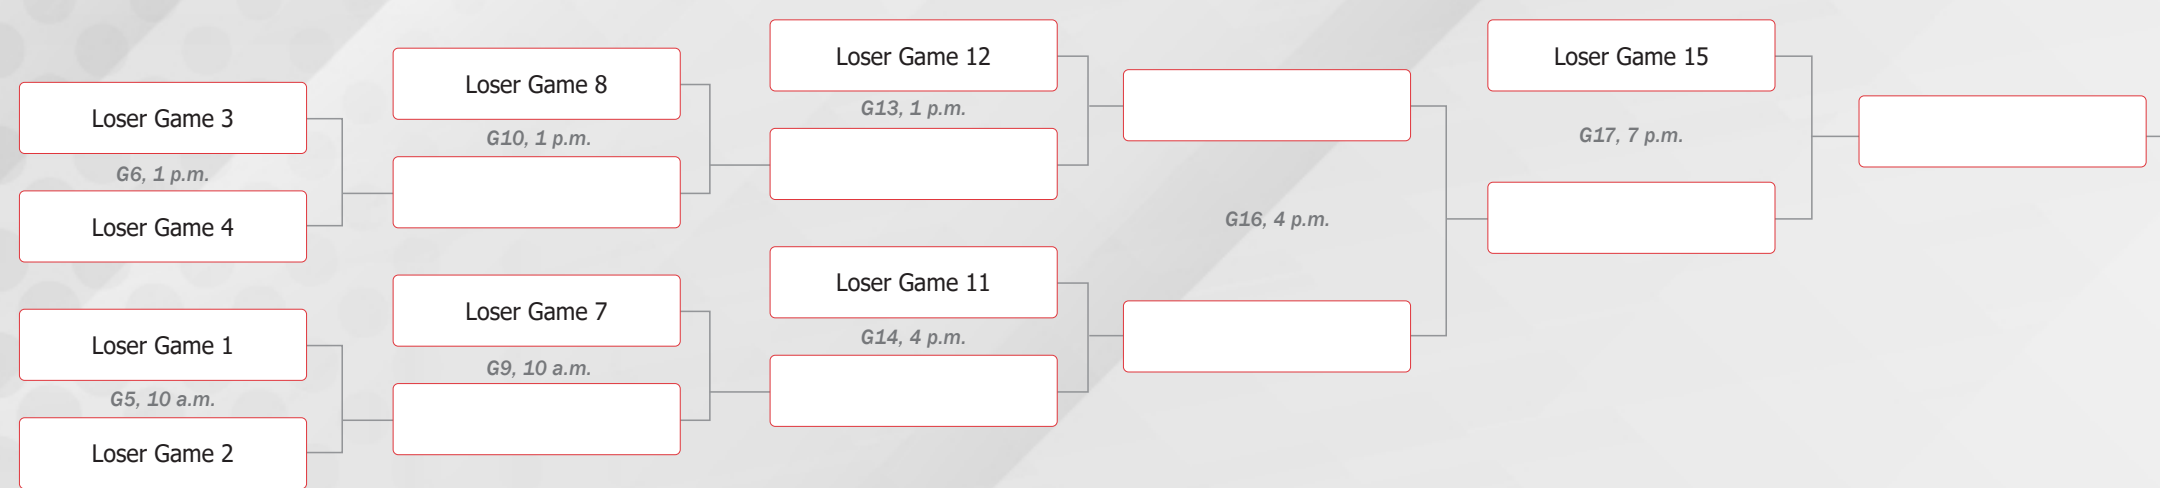 Loser Game 3
G6, 1 p.m.
Loser Game 4
Loser Game 1
G5, 10 a.m.
Loser Game 2
Loser Game 8
G10, 1 p.m.
Loser Game 7
G9, 10 a.m.
Loser Game 12
G13, 1 p.m.
Loser Game 11
G14, 4 p.m.
G16, 4 p.m.
Loser Game 15
G17, 7 p.m.